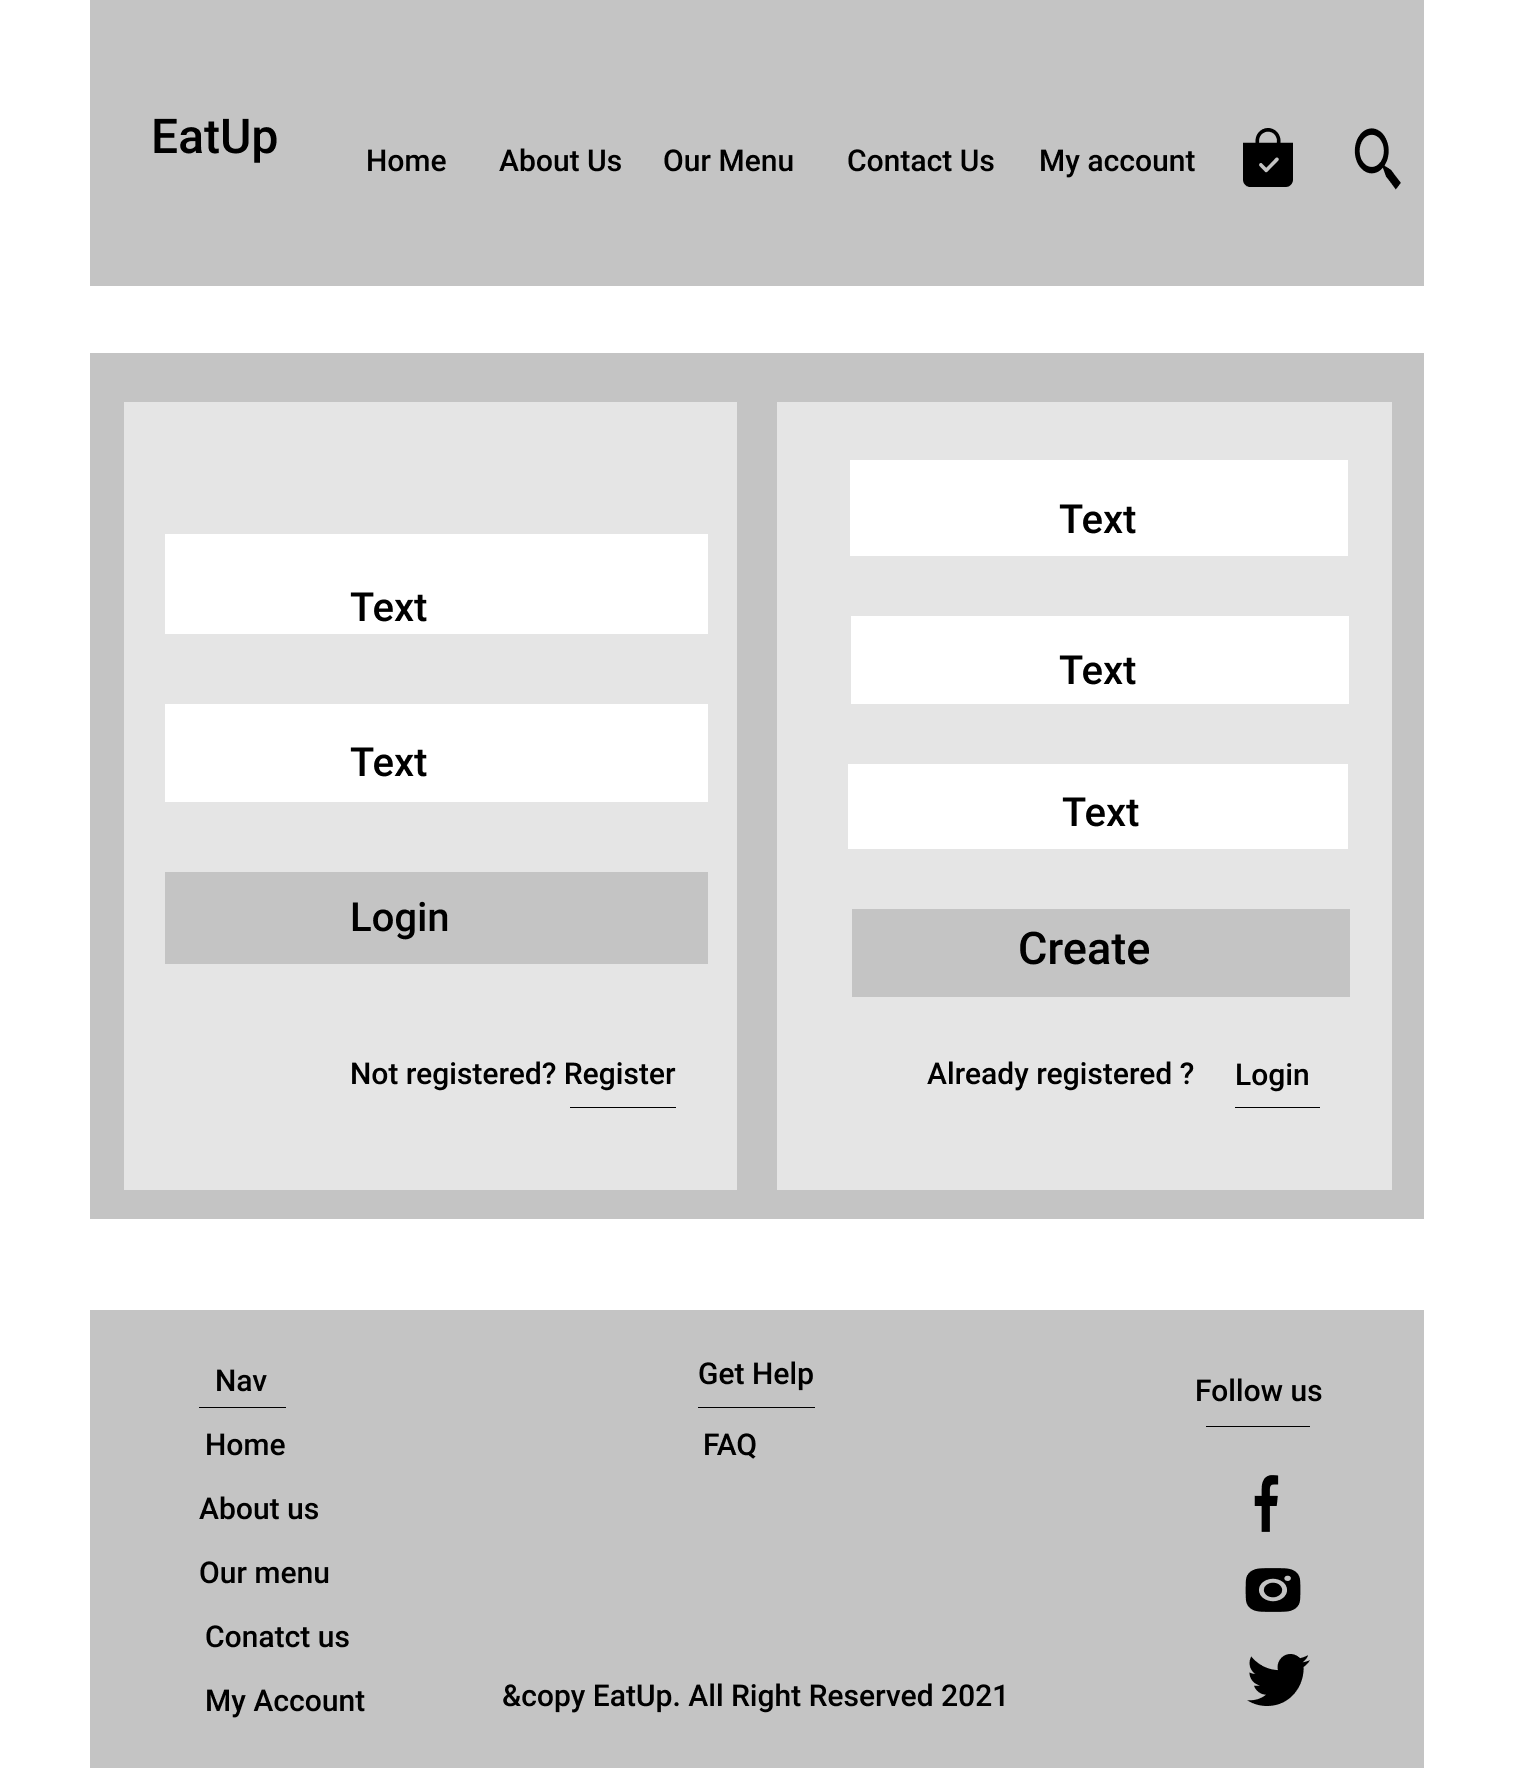 EatUp
Home About Us Our Menu Contact Us My account
Text
Text
Login
Not registered? Register
Text
Text
Text
Create
Already registered ? Login
Nav
Home
About us
Our menu
Conatct us
My Account
Get Help
FAQ
&copy EatUp. All Right Reserved 2021
Follow us